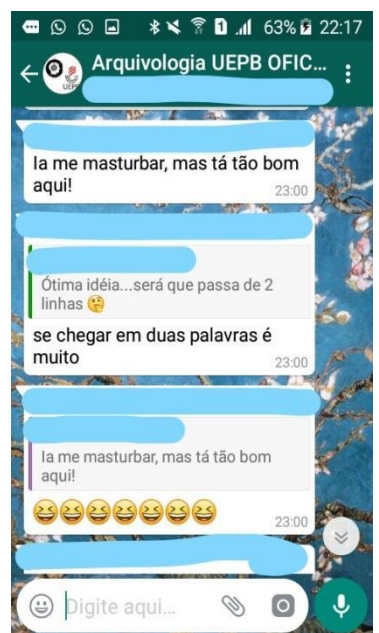 63% 22:17
Arquivologia UEPB OFIC...
Ia me masturbar, mas tá tão bom
aqui!
23:00
Ótima idéia...será que passa de 2
linhas 🤔
se chegar em duas palavras é
muito
23:00
Ia me masturbar, mas tá tão bom
aqui!
😆😆😆😆😆😆😆
23:00
Digite aqui...